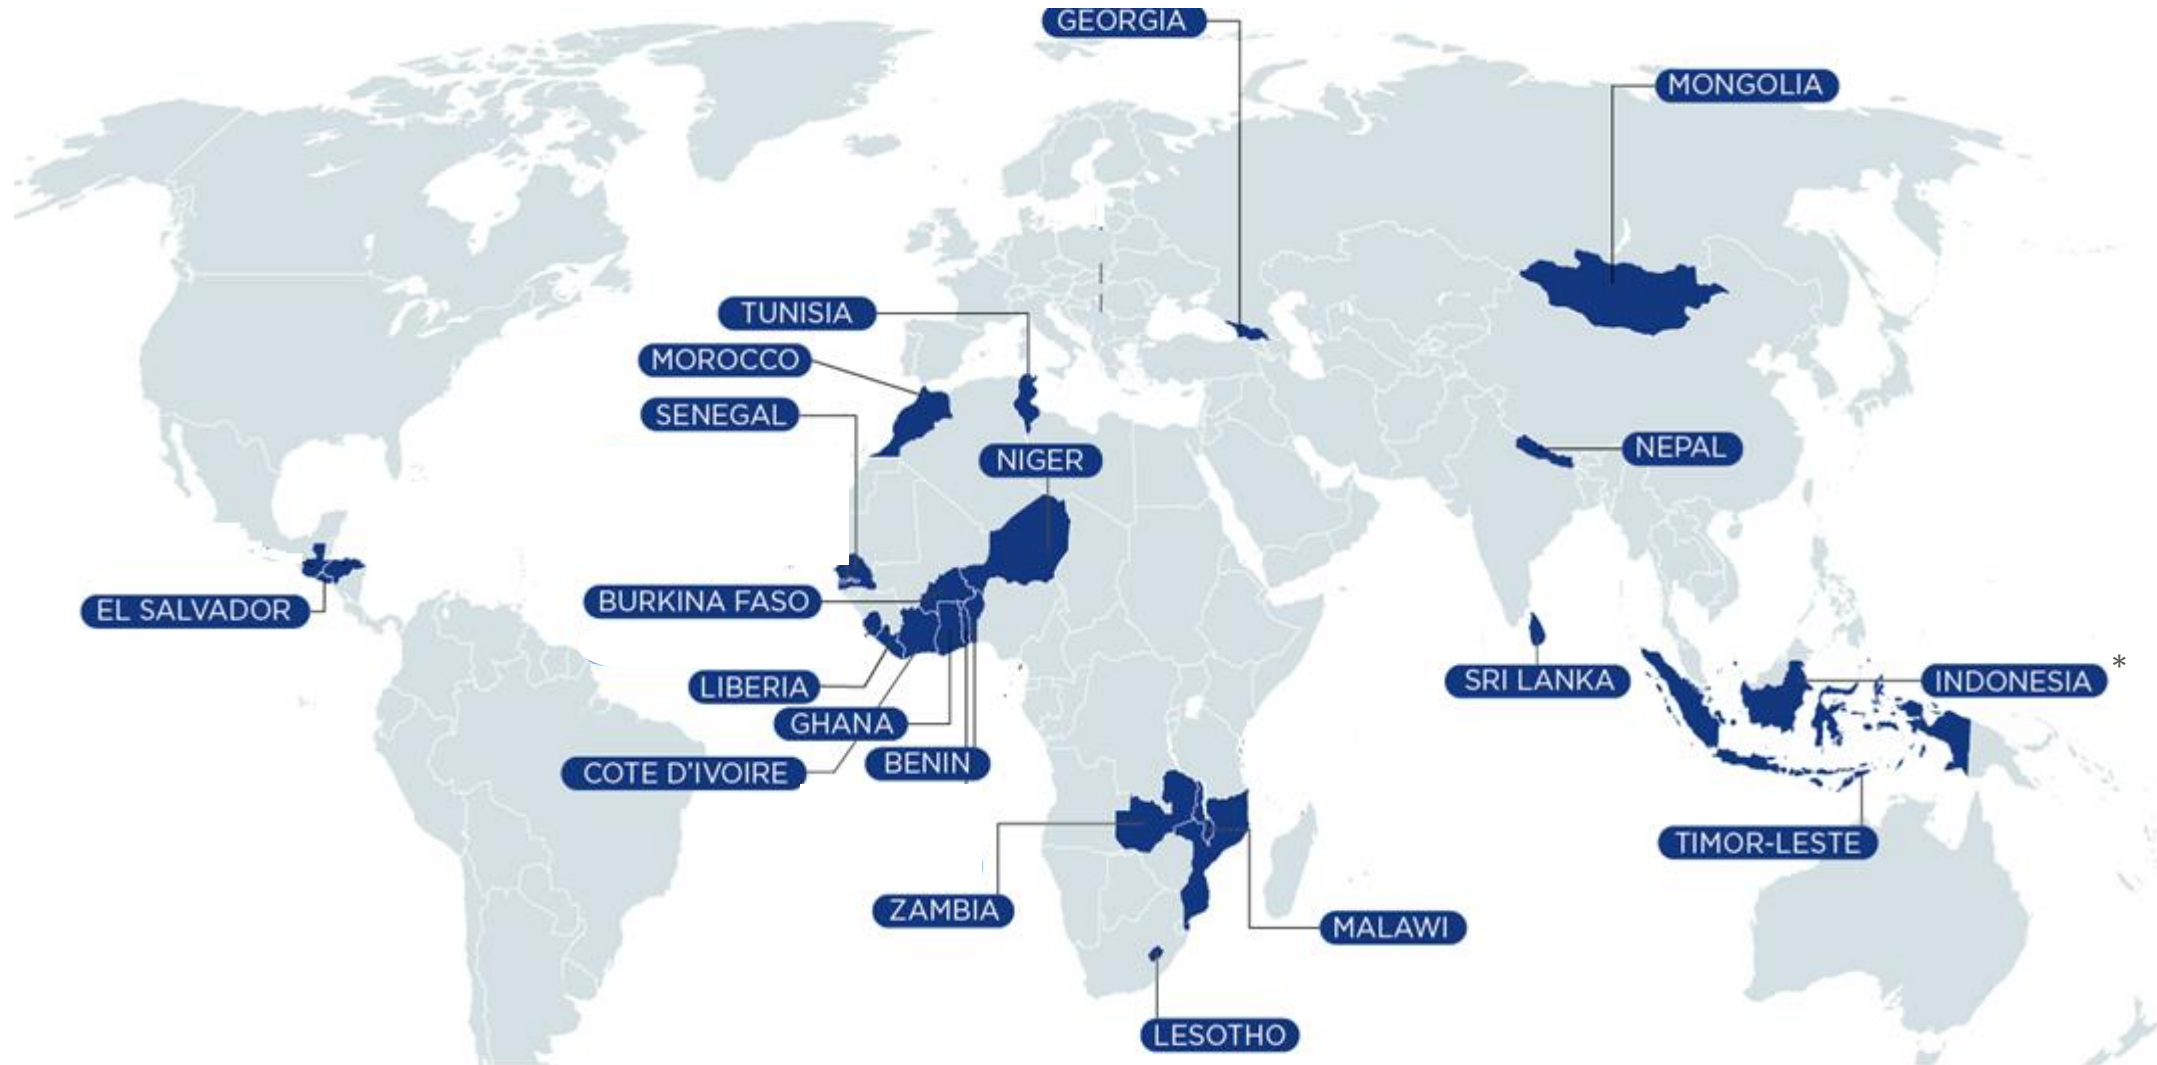 GEORGIA
MONGOLIA
TUNISIA
MOROCCO
SENEGAL
NIGER
NEPAL
BURKINA FASO
EL SALVADOR
LIBERIA
SRI LANKA
INDONESIA *
GHANA
BENIN
COTE D'IVOIRE
TIMOR-LESTE
ZAMBIA
MALAWI
LESOTHO